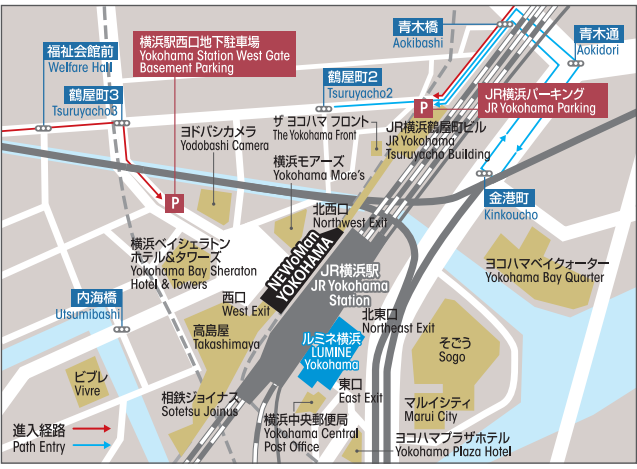 青木橋
Aokibashi
青木通
Aokidori
福祉会館前
Welfare Hall
横浜駅西口地下駐車場
Yokohama Station West Gate
Basement Parking
鶴屋町3
Tsuruyacho3
鶴屋町2
Tsuruyacho2
P
JR横浜パーキング
JR Yokohama Parking
ヨドバシカメラ
Yodobashi Camera
ザ ヨコハマ フロント
The Yokohama Front
JR横浜鶴屋町ビル
JR Yokohama
Tsuruyacho Building
横浜モアーズ
Yokohama More's
P
金港町
Kinkoucho
北西口
Northwest Exit
横浜ベイシェラトン
ホテル&タワーズ
Yokohama Bay Sheraton
Hotel & Towers
NEWoMan
YOKOHAMA
JR横浜駅
JR Yokohama
Station
ヨコハマベイクォーター
Yokohama Bay Quarter
内海橋
Utsumibashi
西口
West Exit
北東口
Northeast Exit
高島屋
Takashimaya
ルミネ横浜
LUMINE
Yokohama
そごう
Sogo
ビブレ
Vivre
東口
East Exit
相鉄ジョイナス
Sotetsu Joinus
マルイシティ
Marui City
横浜中央郵便局
Yokohama Central
Post Office
ヨコハマプラザホテル
Yokohama Plaza Hotel
進入経路
Path Entry